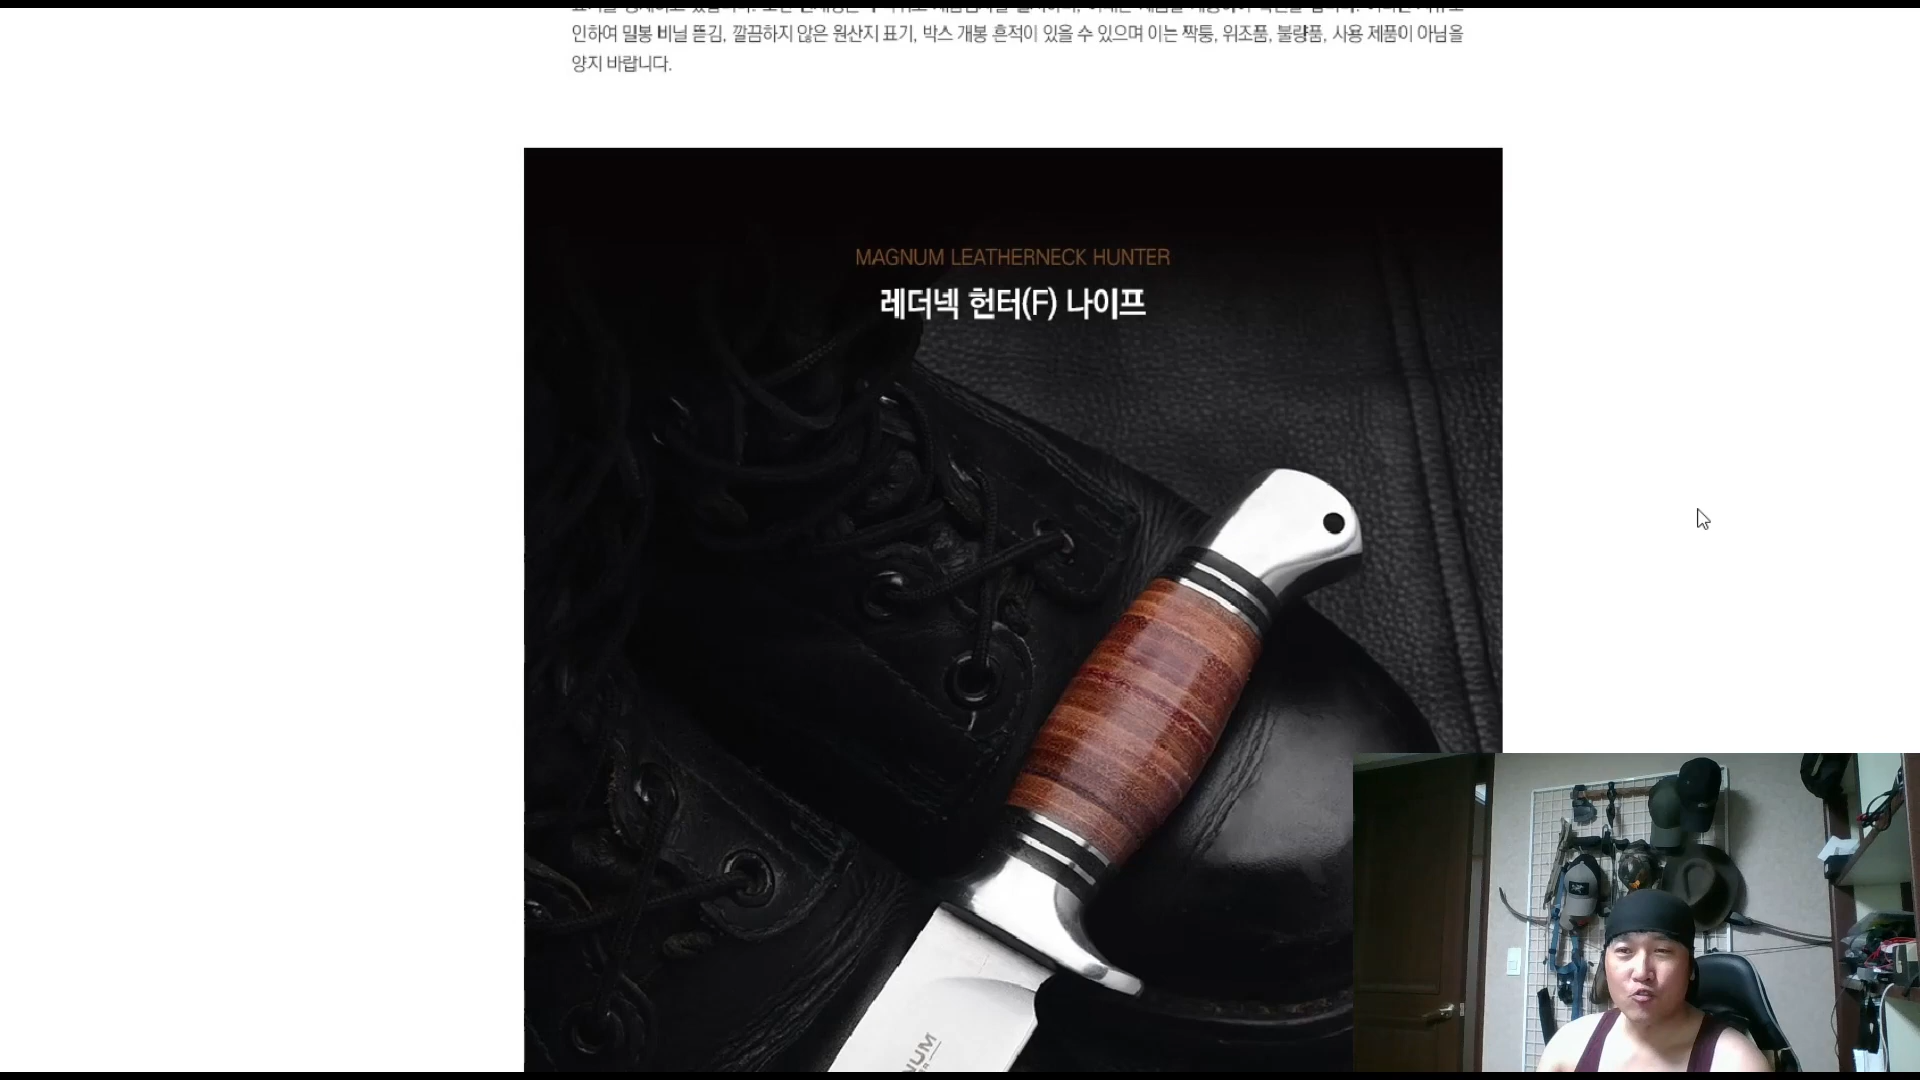 인하여 밀봉 비닐 뜯김, 깔끔하지 않은 원산지 표기, 박스 개봉 흔적이 있을 수 있으며 이는 짝퉁, 위조품, 불량품, 사용 제품이 아님을
양지 바랍니다.
MAGNUM LEATHERNECK HUNTER
레더넥 헌터(F) 나이프